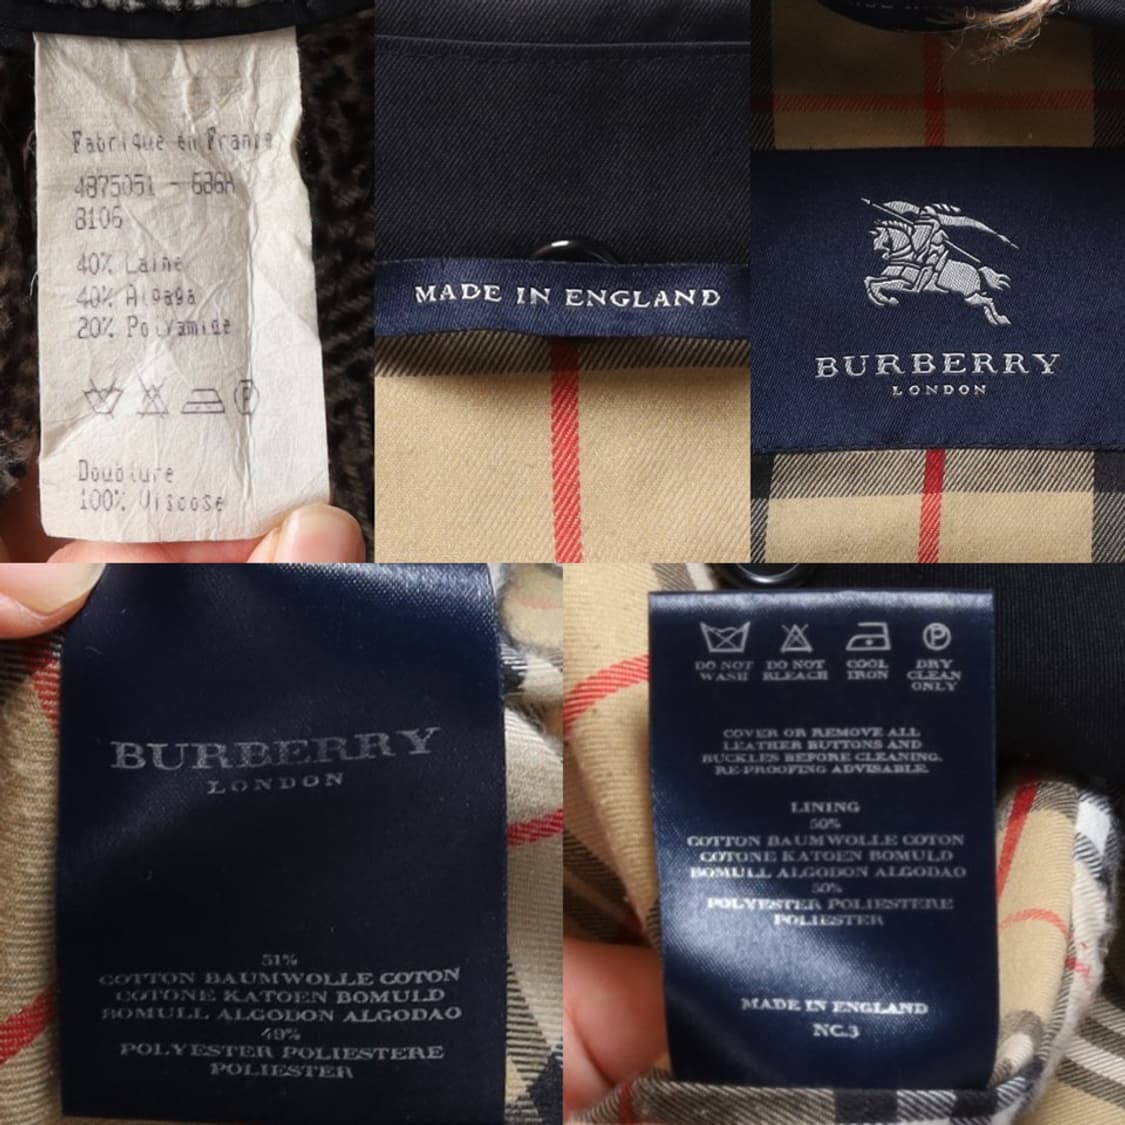 Fabrique en France
4875051 - 686H
8106
40% Laine
40% Alpaga
20% Polyamide
P
Doublure
100% Viscose
MADE IN ENGLAND
BURBERRY
LONDON
BURBERRY
LONDON
51%
COTTON BAUMWOLLE COTON
COTONE KATOEN BOMULD
BOMULL ALGODON ALGODAO
49%
POLYESTER POLIESTERE
POLIESTER
P
DO NOT WASH
DO NOT BLEACH
COOL IRON
DRY CLEAN ONLY
COVER OR REMOVE ALL
LEATHER BUTTONS AND
BUCKLES BEFORE CLEANING.
RE-PROOFING ADVISABLE.
LINING
50%
COTTON BAUMWOLLE COTON
COTONE KATOEN BOMULD
BOMULL ALGODON ALGODAO
50%
POLYESTER POLIESTERE
POLIESTER
MADE IN ENGLAND
NC.3